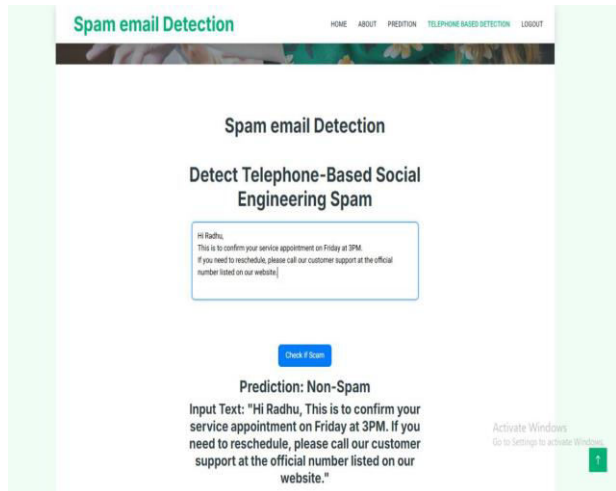 Spam email Detection
HOME ABOUT PREDITION TELEPHONE BASED DETECTION LOGOUT
Spam email Detection
Detect Telephone-Based Social
Engineering Spam
Hi Radhu,
This is to confirm your service appointment on Friday at 3PM.
If you need to reschedule, please call our customer support at the official
number listed on our website.
Check if Scam
Prediction: Non-Spam
Input Text: "Hi Radhu, This is to confirm your
service appointment on Friday at 3PM. If you
need to reschedule, please call our customer
support at the official number listed on our
website."
Activate Windows
Go to Settings to activate Windows.